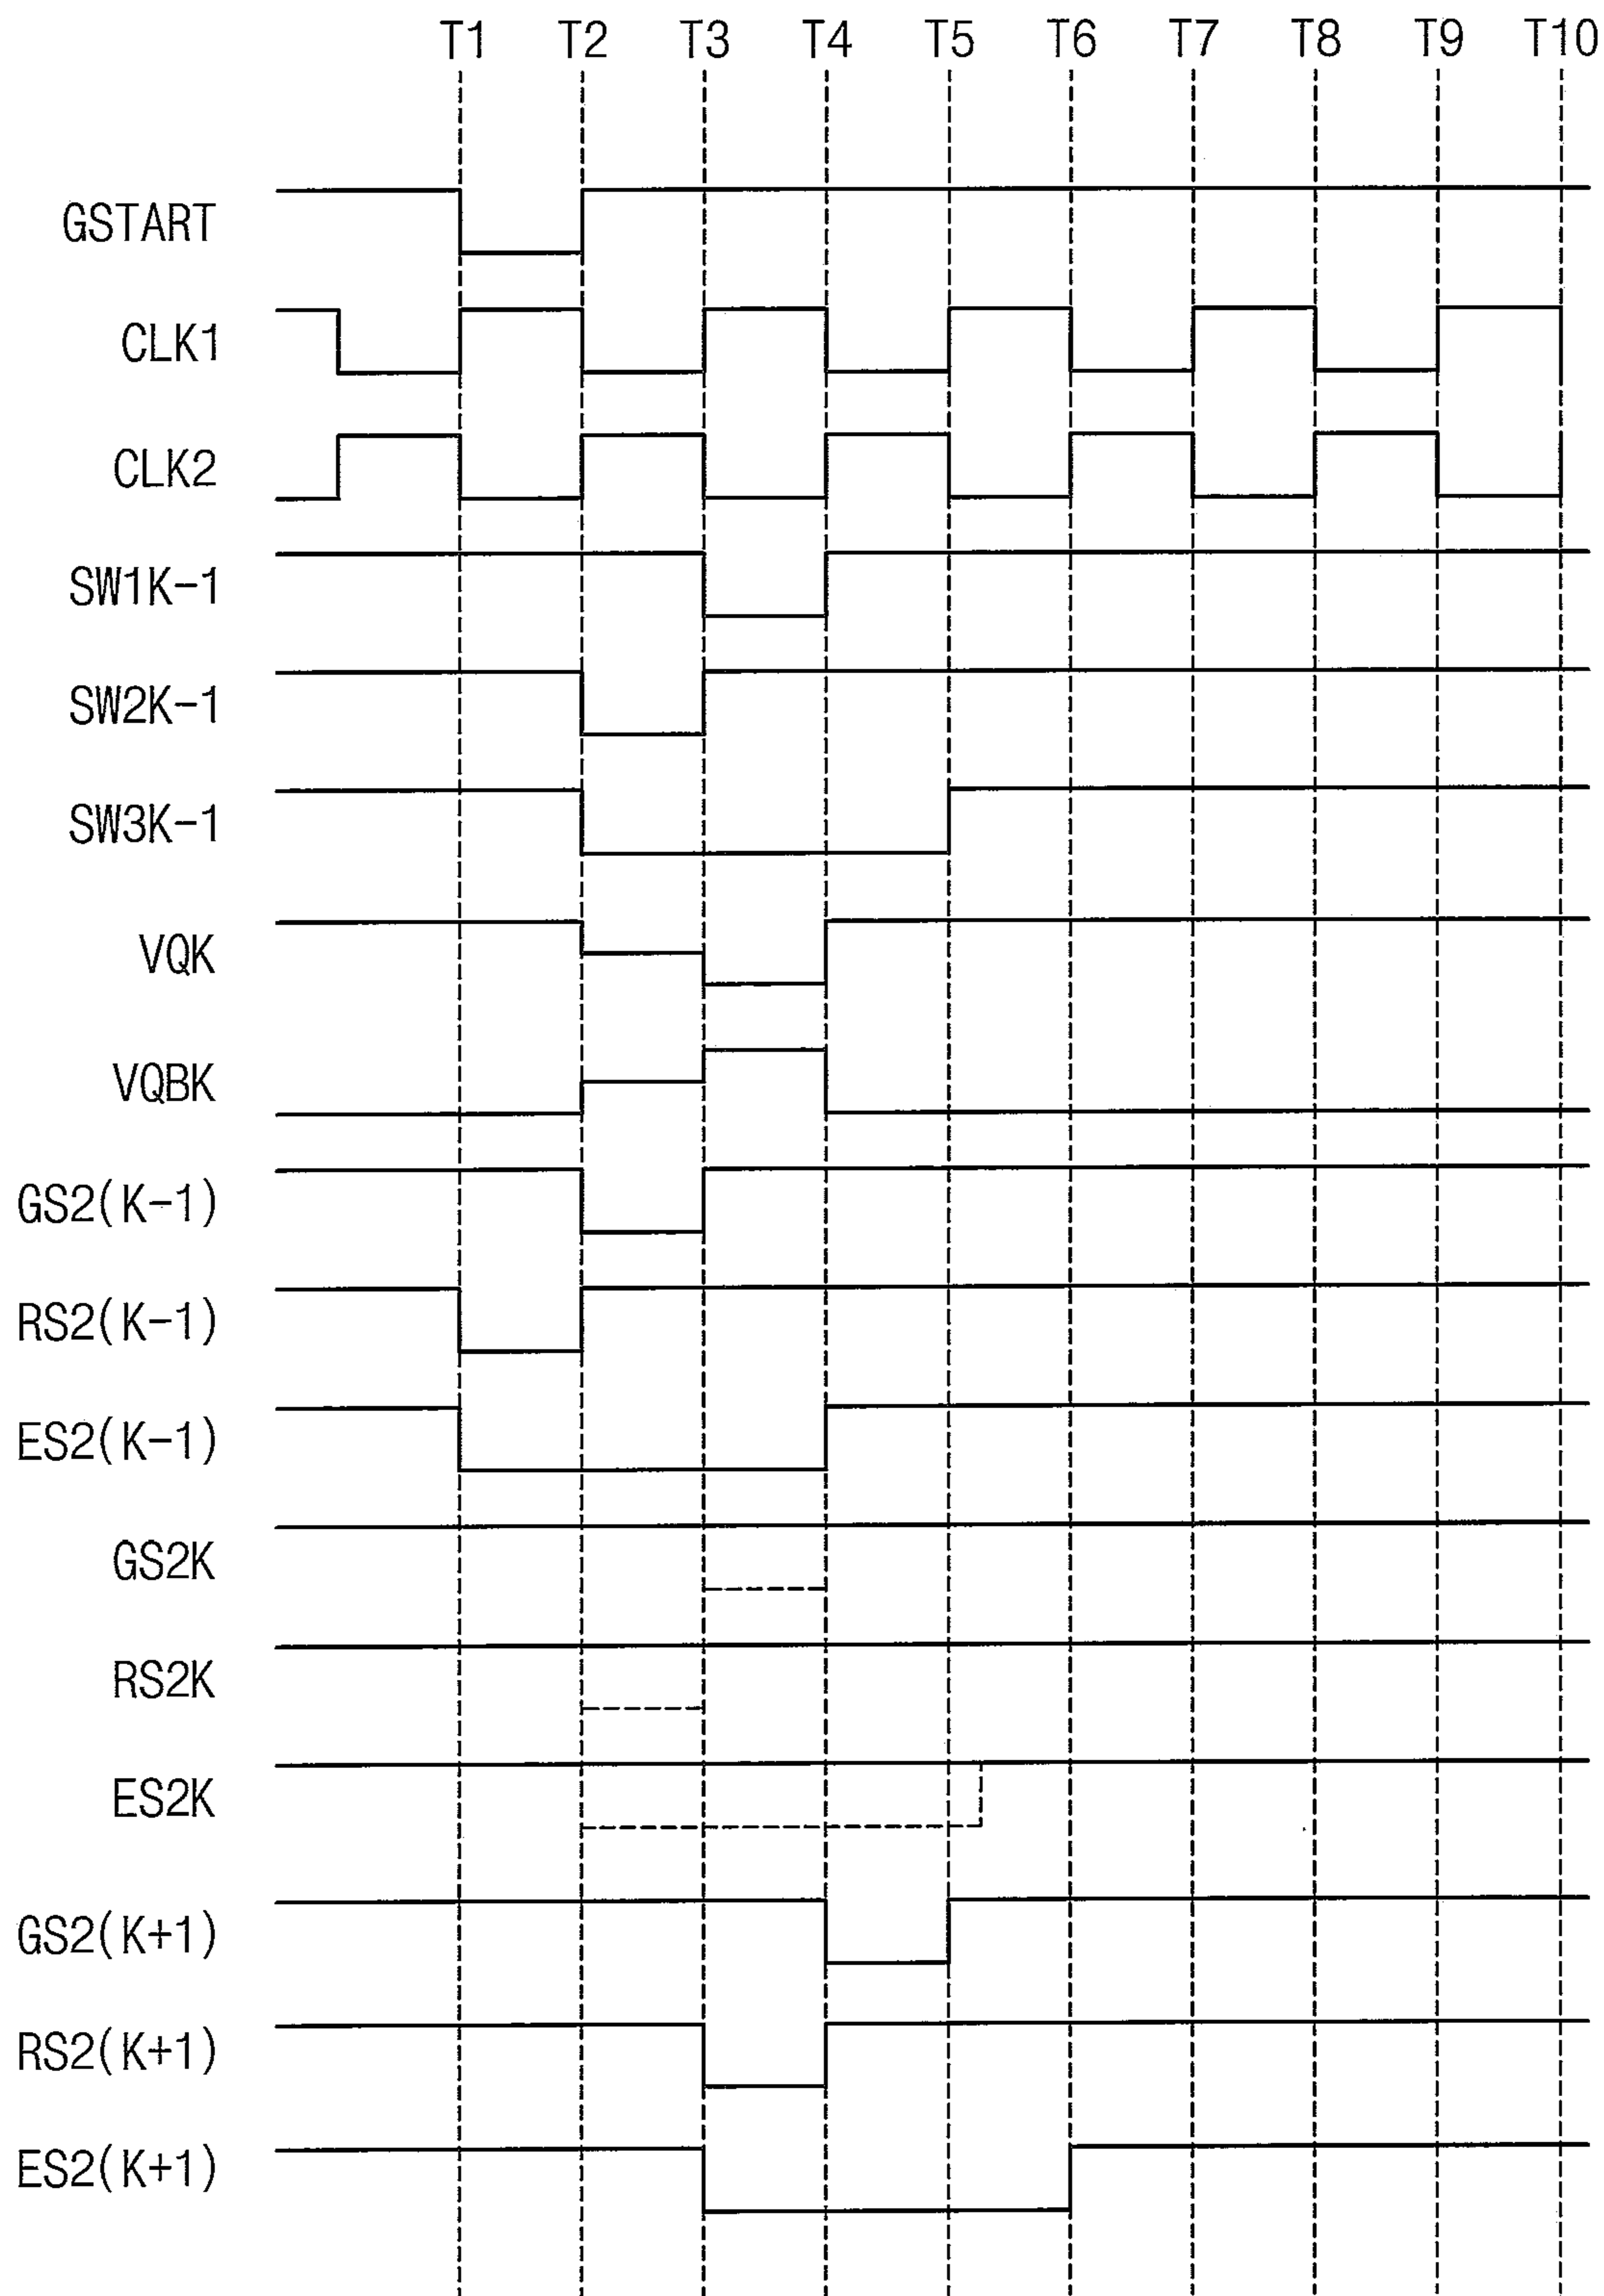 T1 T2 T3 T4 T5 T6 T7 T8 T9 T10
GSTART
CLK1
CLK2
SW1K-1
SW2K-1
SW3K-1
VQK
VQBK
GS2(K-1)
RS2(K-1)
ES2(K-1)
GS2K
RS2K
ES2K
GS2(K+1)
RS2(K+1)
ES2(K+1)